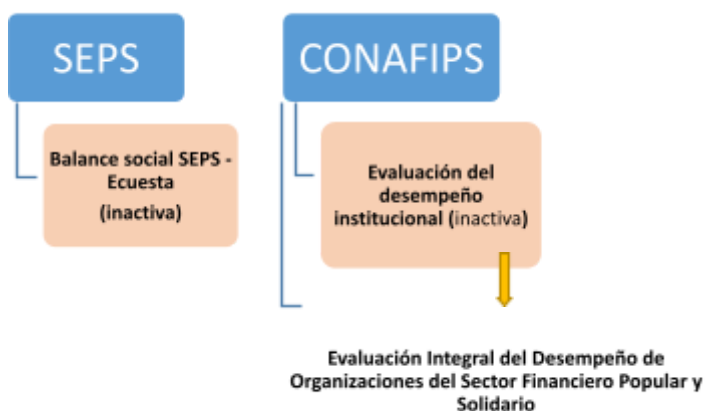 SEPS
CONAFIPS
Balance social SEPS -
Ecuesta
(inactiva)
Evaluación del
desempeño
institucional (inactiva)
Evaluación Integral del Desempeño de
Organizaciones del Sector Financiero Popular y
Solidario